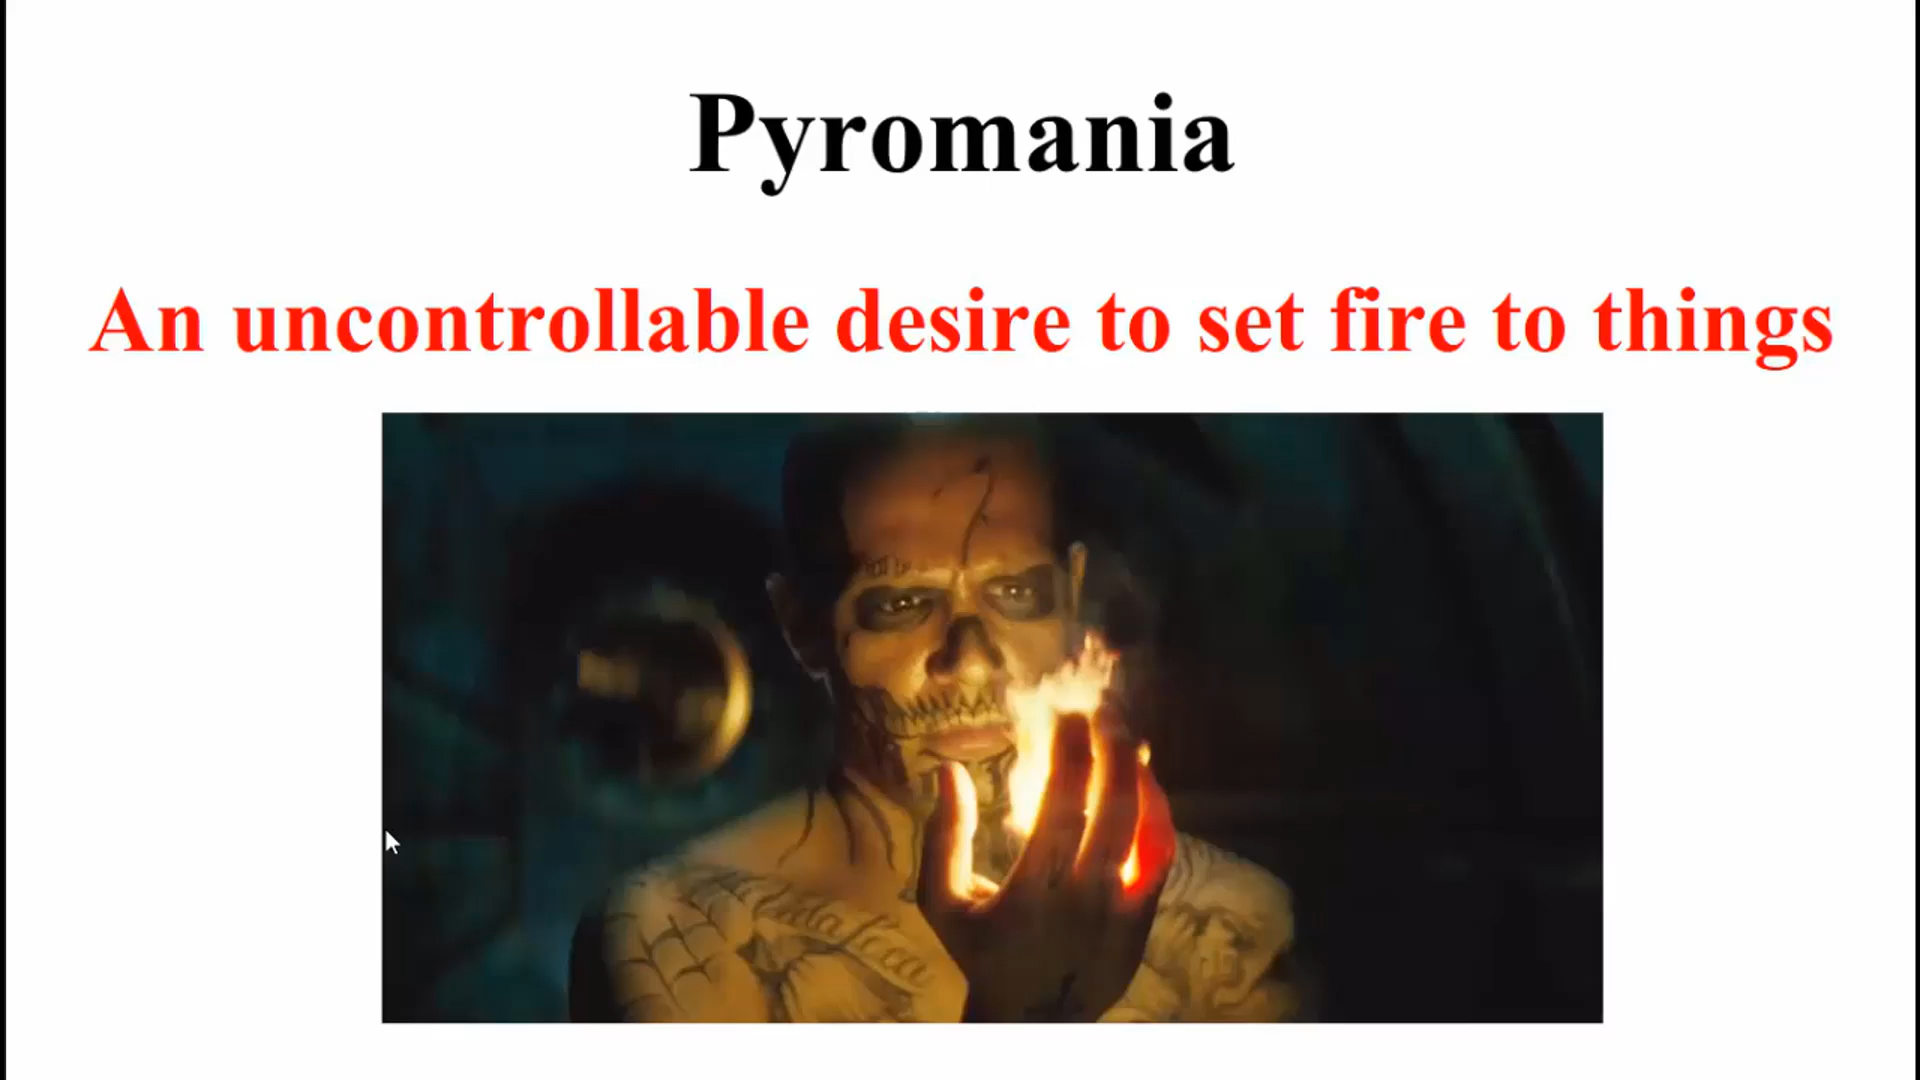 Pyromania
An uncontrollable desire to set fire to things